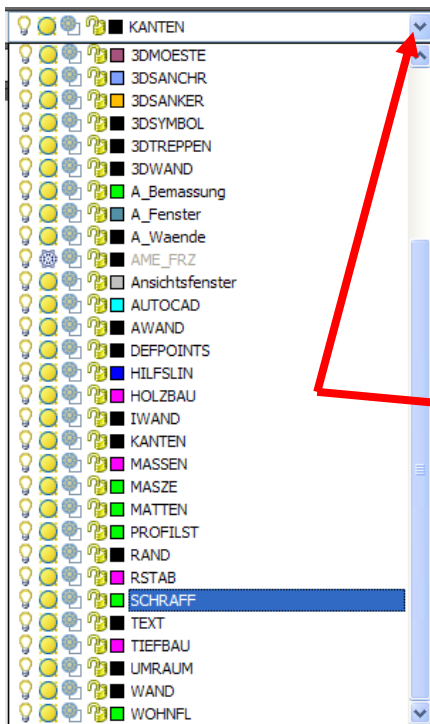 KANTEN
3DMOESTE
3DSANCHR
3DSANKER
3DSYMBOL
3DTREPPEN
3DWAND
A_Bemassung
A_Fenster
A_Waende
AME_FRZ
Ansichtsfenster
AUTOCAD
AWAND
DEFPOINTS
HILFSLIN
HOLZBAU
IWAND
KANTEN
MASSEN
MASZE
MATTEN
PROFILST
RAND
RSTAB
SCHRAFF
TEXT
TIEFBAU
UMRAUM
WAND
WOHNFL